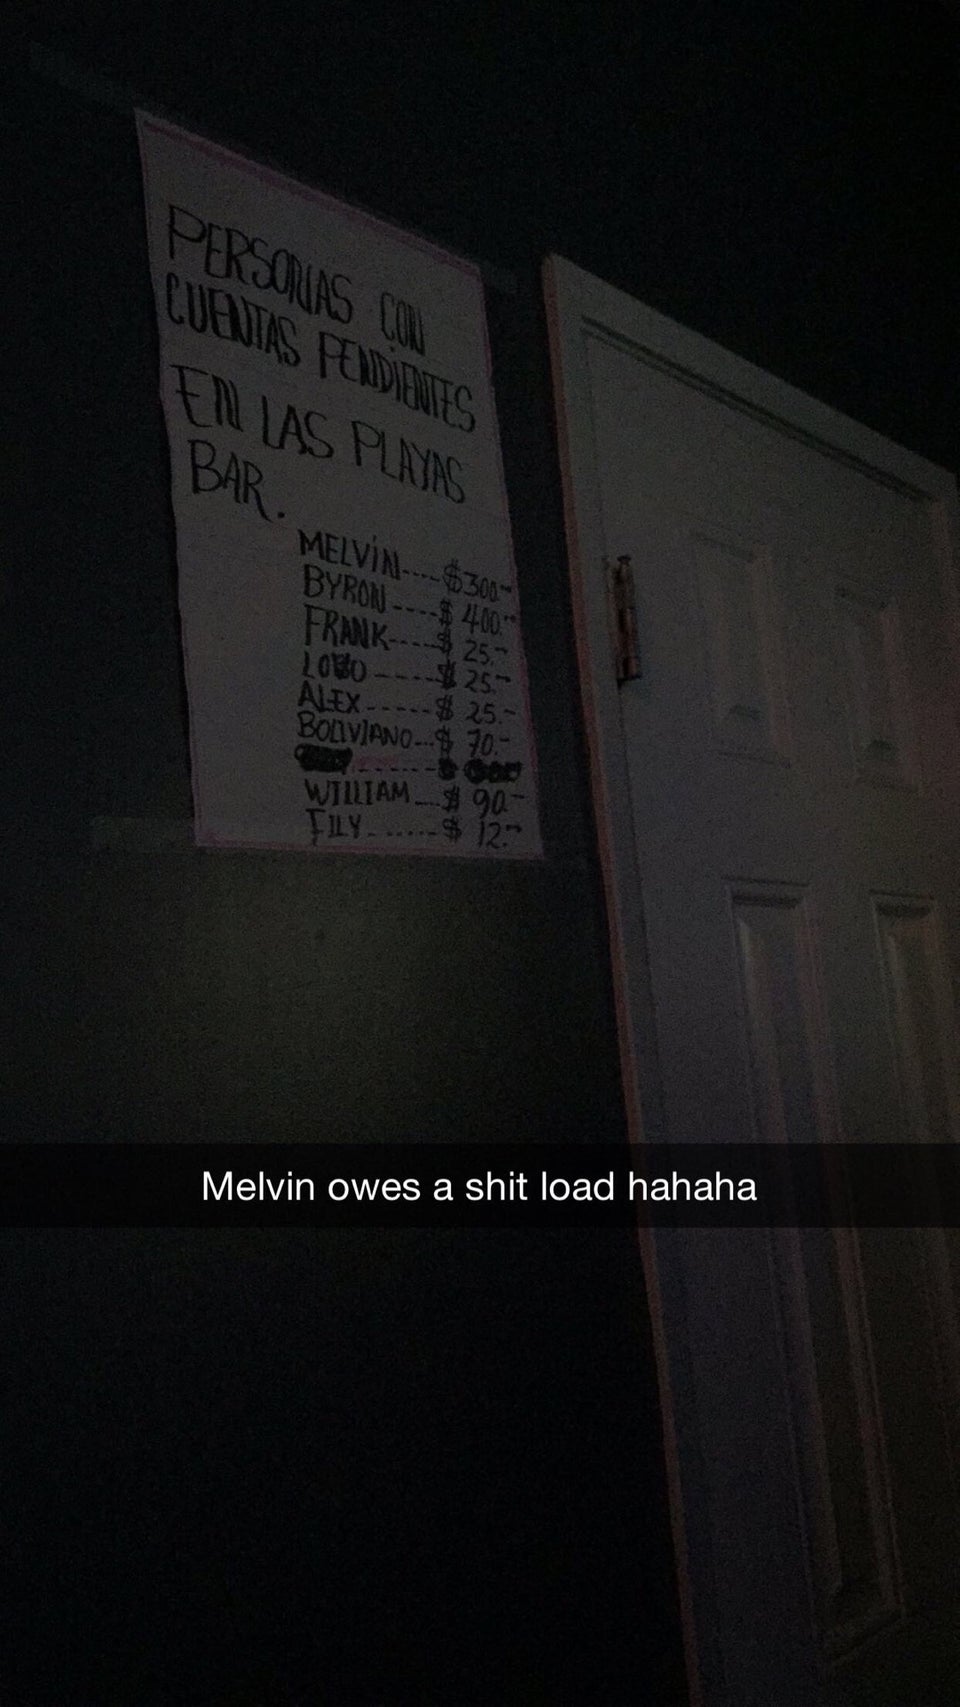 PERSONAS CON
CUENTAS PENDIENTES
EN LAS PLAYAS
BAR.
MELVIN----$300.-
BYRON----$ 400.-
FRANK----$ 25.-
LOBO-----$ 25.-
ALEX------$ 25.-
BOLIVIANO...$ 70.-
WILLIAM...$ 90.-
FILY.......$ 12.-
Melvin owes a shit load hahaha